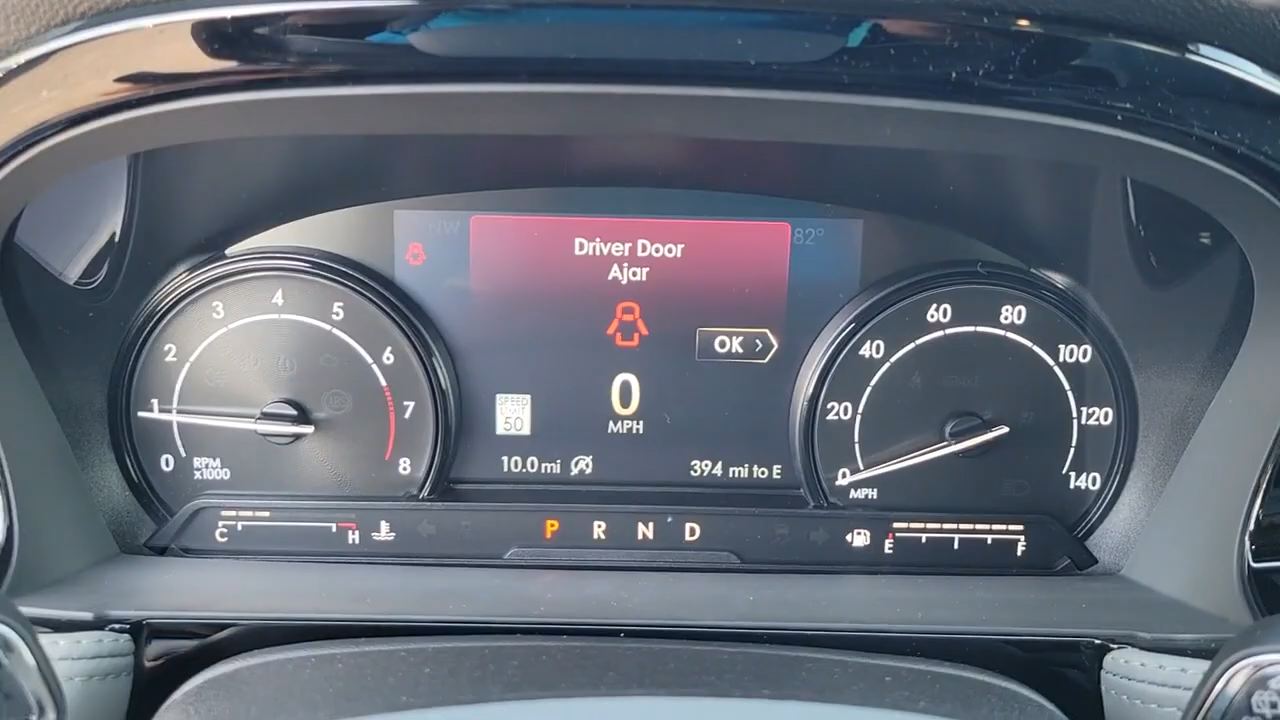 NW
82°
Driver Door
Ajar
OK
0
MPH
SPEED
LIMIT
50
10.0 mi
394 mi to E
0 1 2 3 4 5 6 7 8
RPM
x1000
0 20 40 60 80 100 120 140
MPH
C H
P R N D
E F